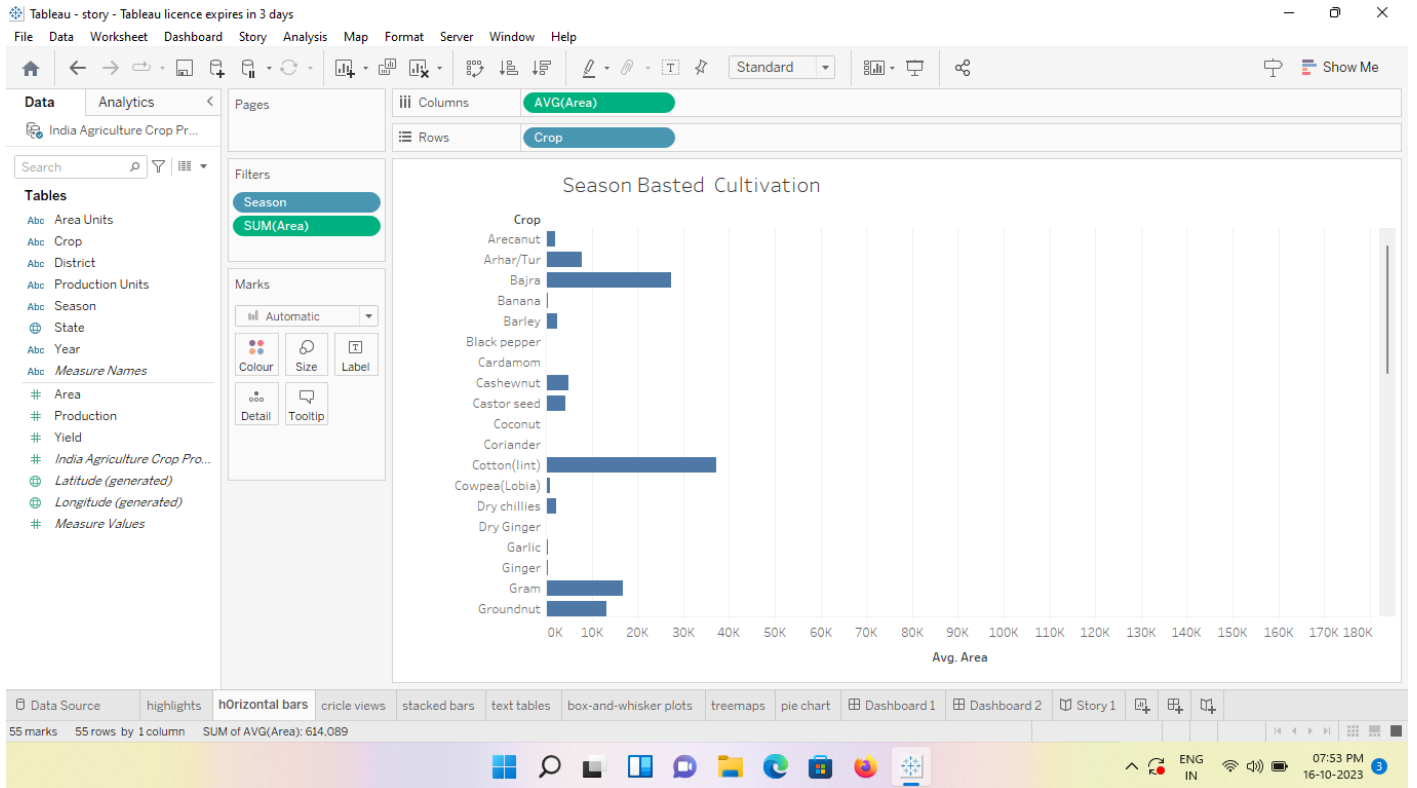 Tableau - story - Tableau licence expires in 3 days
File Data Worksheet Dashboard Story Analysis Map Format Server Window Help
Standard
Show Me
Data Analytics
India Agriculture Crop Pr...
Search
Tables
Abc Area Units
Abc Crop
Abc District
Abc Production Units
Abc Season
State
Abc Year
Abc Measure Names
# Area
# Production
# Yield
# India Agriculture Crop Pro...
Latitude (generated)
Longitude (generated)
# Measure Values
Pages
Filters
Season
SUM(Area)
Marks
Automatic
Colour Size Label
Detail Tooltip
Columns AVG(Area)
Rows Crop
Season Basted Cultivation
Crop
Arecanut
Arhar/Tur
Bajra
Banana
Barley
Black pepper
Cardamom
Cashewnut
Castor seed
Coconut
Coriander
Cotton(lint)
Cowpea(Lobia)
Dry chillies
Dry Ginger
Garlic
Ginger
Gram
Groundnut
0K 10K 20K 30K 40K 50K 60K 70K 80K 90K 100K 110K 120K 130K 140K 150K 160K 170K 180K
Avg. Area
Data Source highlights h0rizontal bars cricle views stacked bars text tables box-and-whisker plots treemaps pie chart Dashboard 1 Dashboard 2 Story 1
55 marks 55 rows by 1 column SUM of AVG(Area): 614,089
ENG
IN
07:53 PM
16-10-2023
3